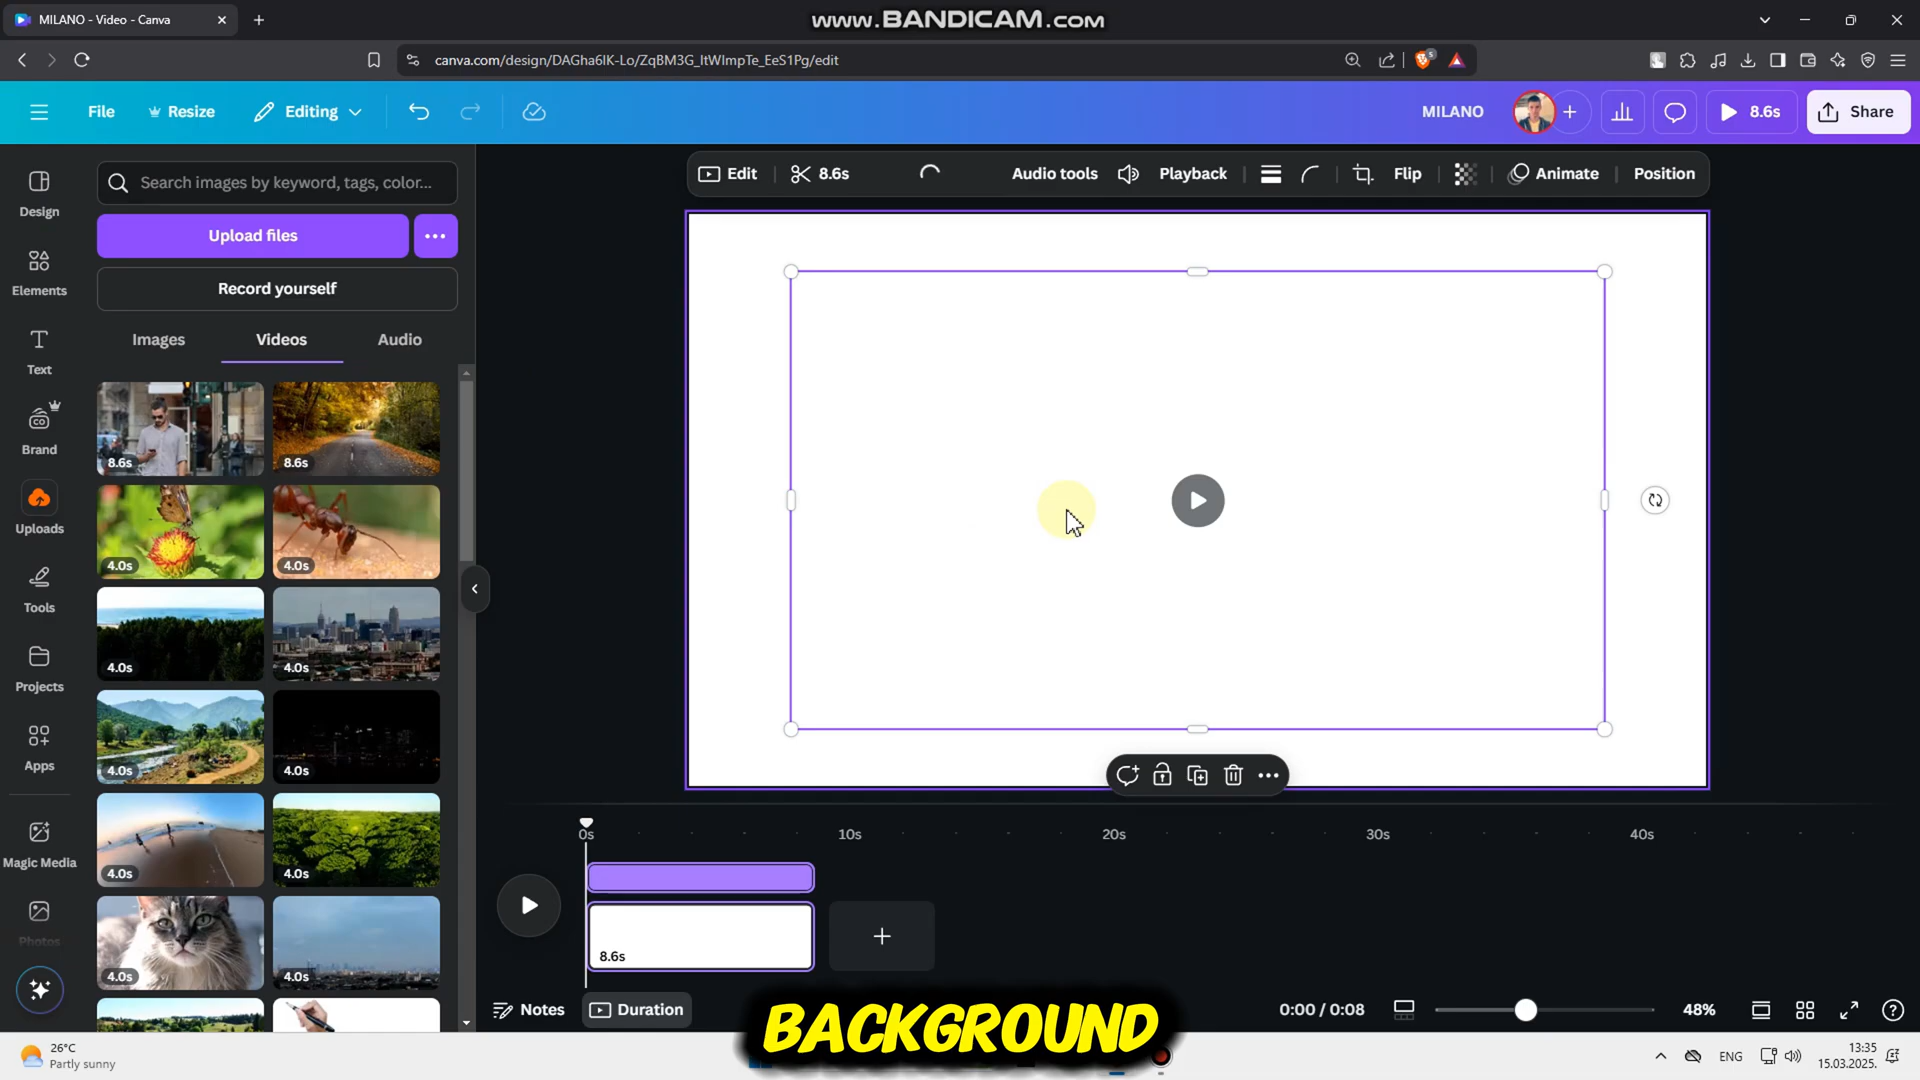 MILANO - Video - Canva
www.BANDICAM.com
canva.com/design/DAGha6IK-Lo/ZqBM3G_ItWImpTe_EeS1Pg/edit
File
Resize
Editing
MILANO
8.6s
Share
Design
Elements
Text
Brand
Uploads
Tools
Projects
Apps
Magic Media
Photos
Search images by keyword, tags, color...
Upload files
Record yourself
Images
Videos
Audio
8.6s
8.6s
4.0s
4.0s
4.0s
4.0s
4.0s
4.0s
4.0s
4.0s
4.0s
4.0s
Edit
8.6s
Audio tools
Playback
Flip
Animate
Position
0s
10s
20s
30s
40s
8.6s
Notes
Duration
0:00 / 0:08
48%
BACKGROUND
26°C
Partly sunny
ENG
13:35
15.03.2025.